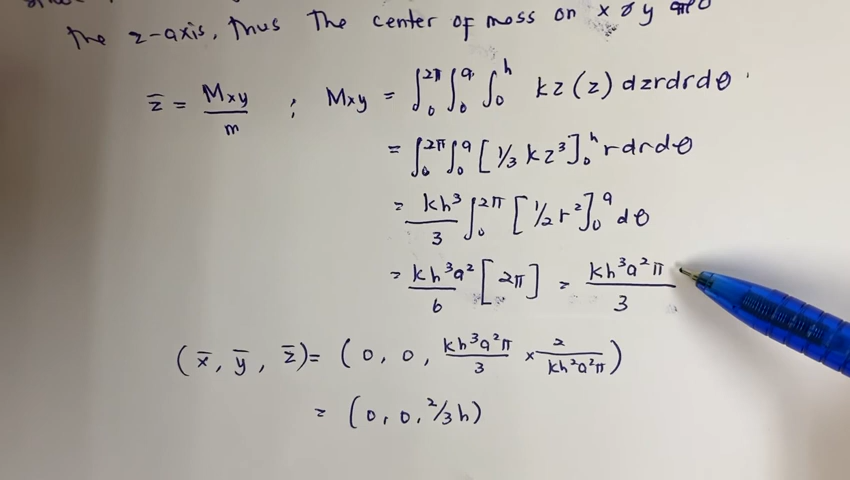 the z-axis, thus the center of mass on x & y are
z̄ = Mxy/m ; Mxy = ∫₀^2π ∫₀^a ∫₀^h kz(z) dzrdrdθ
= ∫₀^2π ∫₀^a [1/3 kz³]₀^h rdrdθ
= kh³/3 ∫₀^2π [1/2 r²]₀^a dθ
= kh³a²/6 [2π] = kh³a²π/3
(x̄, ȳ, z̄) = (0, 0, kh³a²π/3 × 2/kh²a²π)
= (0, 0, 2/3h)